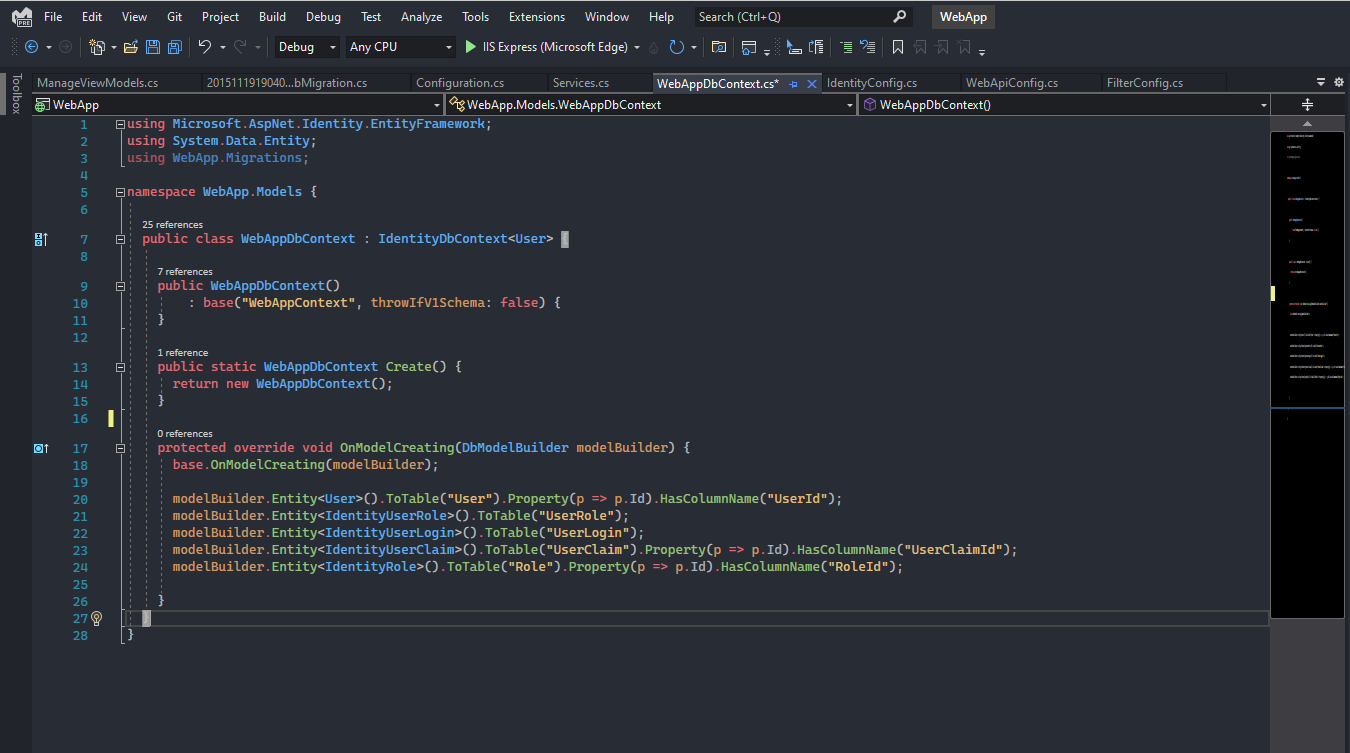 PRE File Edit View Git Project Build Debug Test Analyze Tools Extensions Window Help Search (Ctrl+Q) WebApp
Debug Any CPU IIS Express (Microsoft Edge)
Toolbox
ManageViewModels.cs 2015111919040...bMigration.cs Configuration.cs Services.cs WebAppDbContext.cs* IdentityConfig.cs WebApiConfig.cs FilterConfig.cs
WebApp WebApp.Models.WebAppDbContext WebAppDbContext()
1 using Microsoft.AspNet.Identity.EntityFramework;
2 using System.Data.Entity;
3 using WebApp.Migrations;
4
5 namespace WebApp.Models {
6
25 references
7 public class WebAppDbContext : IdentityDbContext<User> {
8
7 references
9 public WebAppDbContext()
10 : base("WebAppContext", throwIfV1Schema: false) {
11 }
12
1 reference
13 public static WebAppDbContext Create() {
14 return new WebAppDbContext();
15 }
16
0 references
17 protected override void OnModelCreating(DbModelBuilder modelBuilder) {
18 base.OnModelCreating(modelBuilder);
19
20 modelBuilder.Entity<User>().ToTable("User").Property(p => p.Id).HasColumnName("UserId");
21 modelBuilder.Entity<IdentityUserRole>().ToTable("UserRole");
22 modelBuilder.Entity<IdentityUserLogin>().ToTable("UserLogin");
23 modelBuilder.Entity<IdentityUserClaim>().ToTable("UserClaim").Property(p => p.Id).HasColumnName("UserClaimId");
24 modelBuilder.Entity<IdentityRole>().ToTable("Role").Property(p => p.Id).HasColumnName("RoleId");
25
26 }
27 }
28 }